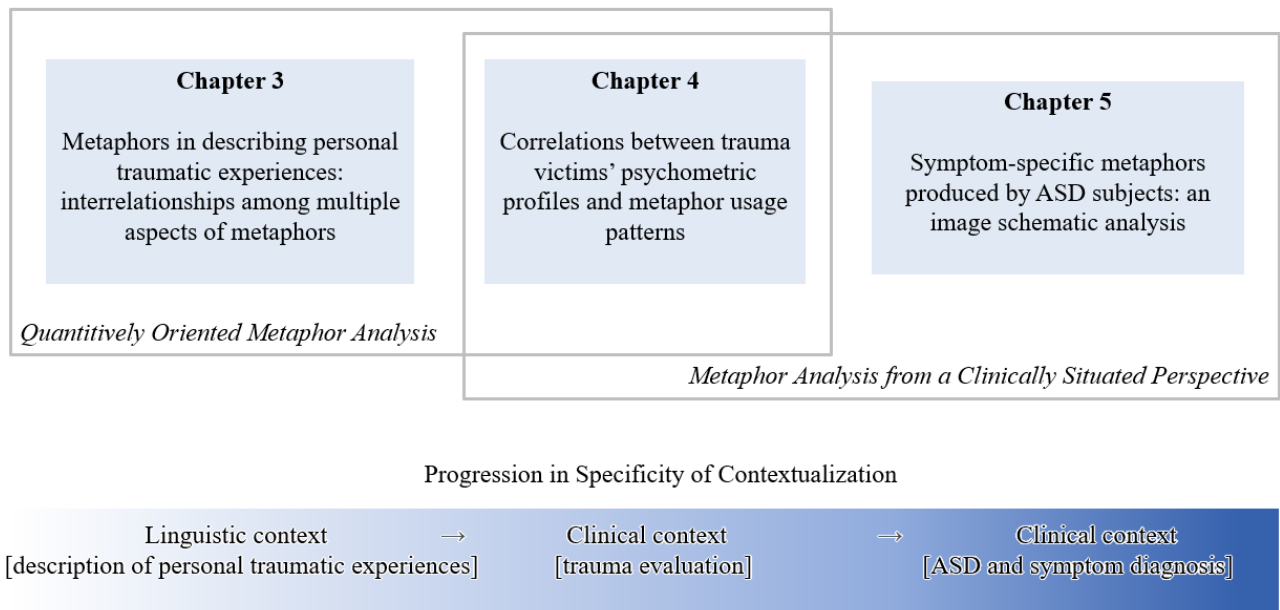 Chapter 3
Metaphors in describing personal
traumatic experiences:
interrelationships among multiple
aspects of metaphors
Chapter 4
Correlations between trauma
victims’ psychometric
profiles and metaphor usage
patterns
Chapter 5
Symptom-specific metaphors
produced by ASD subjects: an
image schematic analysis
Quantitively Oriented Metaphor Analysis
Metaphor Analysis from a Clinically Situated Perspective
Progression in Specificity of Contextualization
Linguistic context → Clinical context → Clinical context
[description of personal traumatic experiences] [trauma evaluation] [ASD and symptom diagnosis]